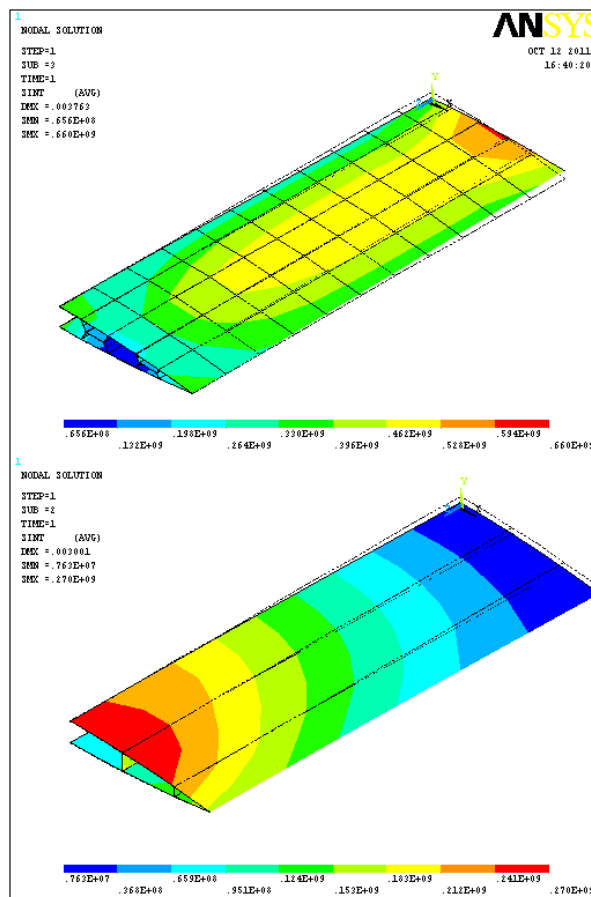 1
NODAL SOLUTION
ANSYS
STEP=1
OCT 12 2011
SUB =3
16:40:20
TIME=1
SINT (AVG)
DMX =.003763
SMN =.656E+08
SMX =.660E+09
Y
X
.656E+08 .198E+09 .330E+09 .462E+09 .594E+09
.132E+09 .264E+09 .396E+09 .528E+09 .660E+09
1
NODAL SOLUTION
STEP=1
SUB =2
TIME=1
SINT (AVG)
DMX =.003001
SMN =.763E+07
SMX =.270E+09
Y
X
.763E+07 .659E+08 .124E+09 .183E+09 .241E+09
.368E+08 .951E+08 .153E+09 .212E+09 .270E+09